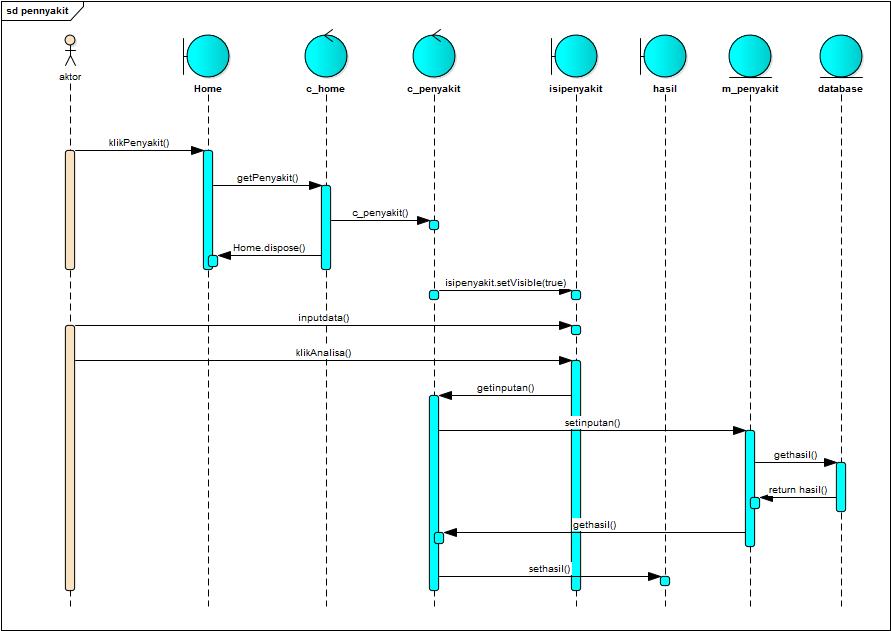 sd pennyakit
aktor
Home
c_home
c_penyakit
isipenyakit
hasil
m_penyakit
database
klikPenyakit()
getPenyakit()
c_penyakit()
Home.dispose()
isipenyakit.setVisible(true)
inputdata()
klikAnalisa()
getinputan()
setinputan()
gethasil()
return hasil()
gethasil()
sethasil()